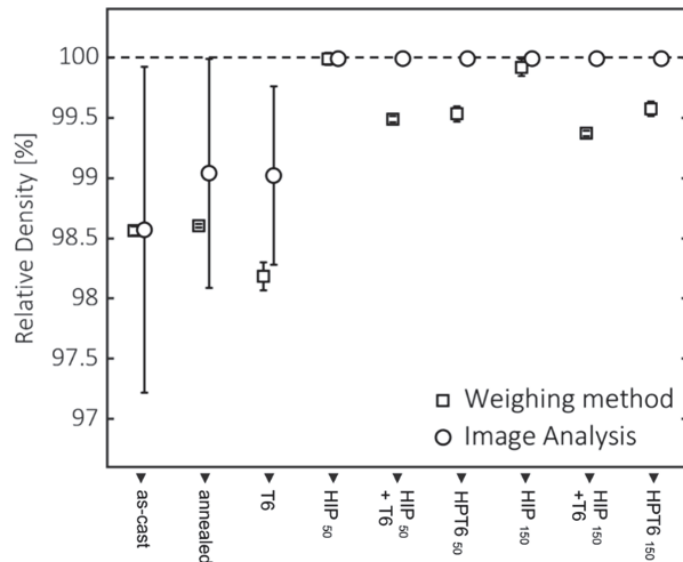 Relative Density [%]
100
99.5
99
98.5
98
97.5
97
Weighing method
Image Analysis
as-cast
annealed
T6
HIP 50
HIP 50
+ T6
HPT6 50
HIP 150
HIP 150
+T6
HPT6 150